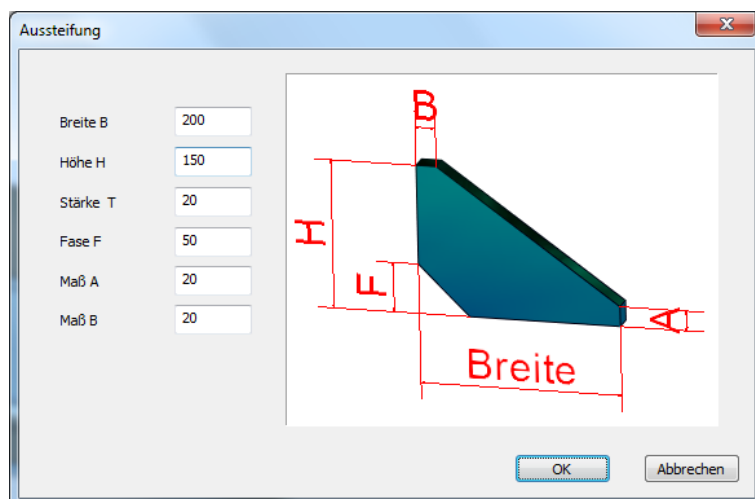 Aussteifung
Breite B
200
Höhe H
150
Stärke T
20
Fase F
50
Maß A
20
Maß B
20
B
H
F
A
Breite
OK
Abbrechen